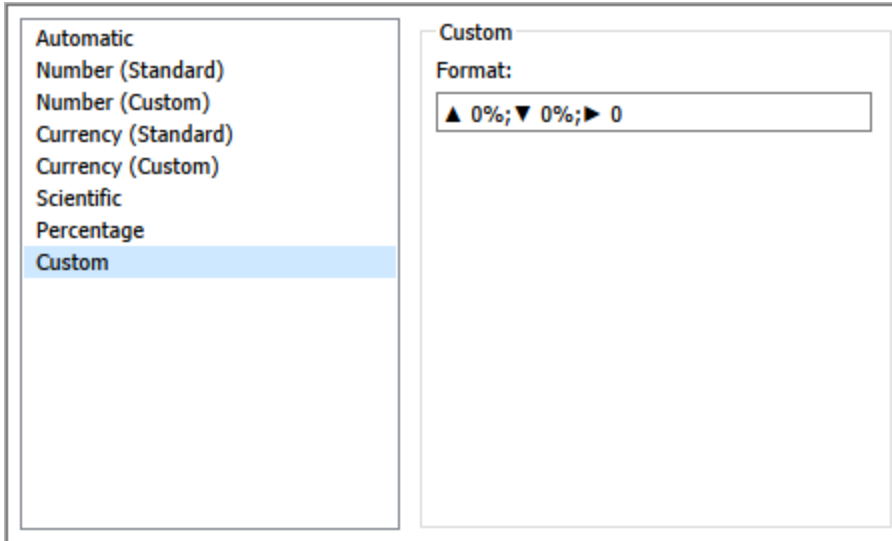 Automatic
Number (Standard)
Number (Custom)
Currency (Standard)
Currency (Custom)
Scientific
Percentage
Custom
Custom
Format:
▲ 0%;▼ 0%;► 0